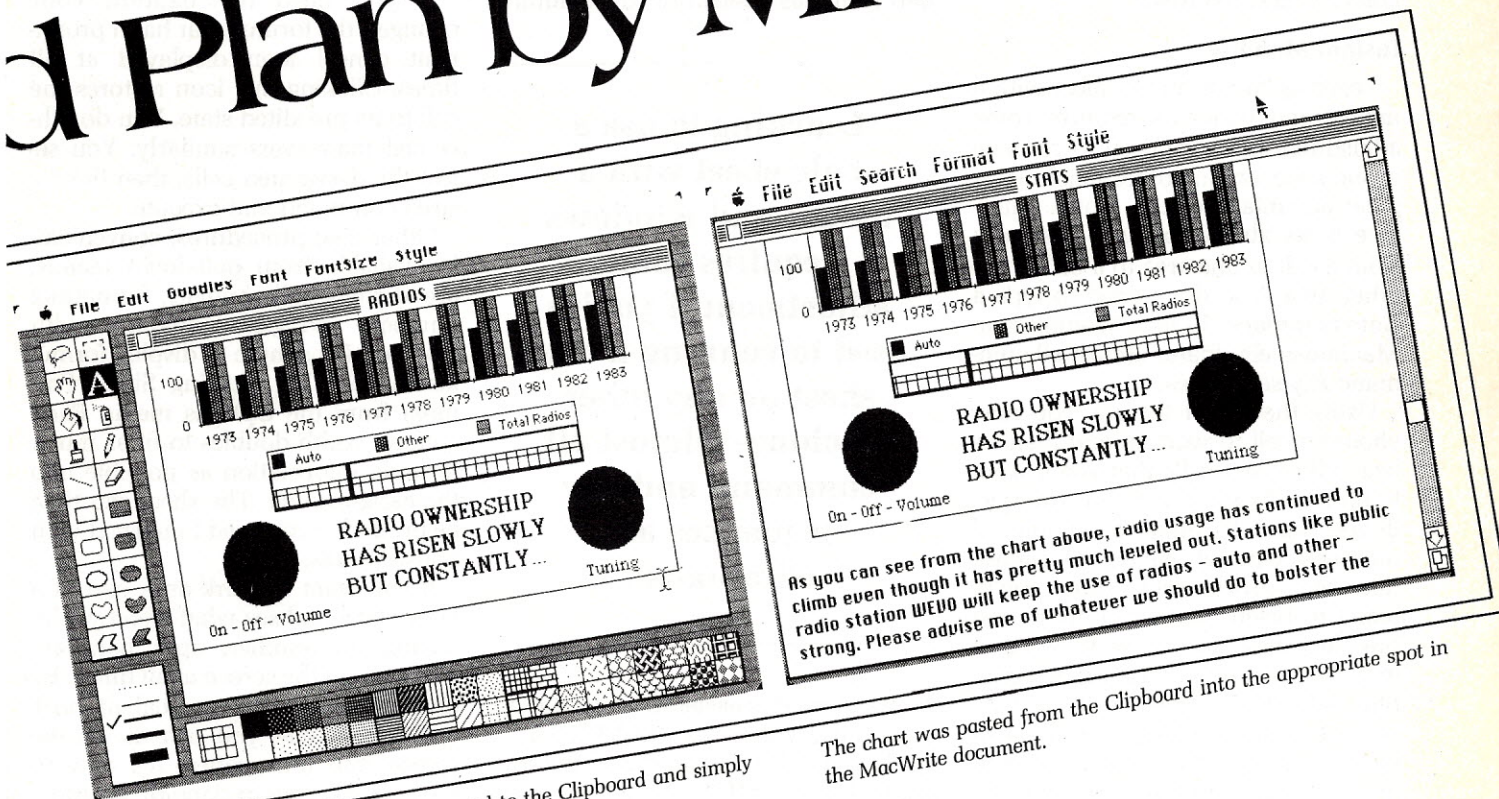 d Plan by M
File Edit Goodies Font FontSize Style
RADIOS
100
0
1973 1974 1975 1976 1977 1978 1979 1980 1981 1982 1983
Auto Other Total Radios
RADIO OWNERSHIP
HAS RISEN SLOWLY
BUT CONSTANTLY...
On - Off - Volume
Tuning
A
File Edit Search Format Font Style
STATS
100
0
1973 1974 1975 1976 1977 1978 1979 1980 1981 1982 1983
Auto Other Total Radios
RADIO OWNERSHIP
HAS RISEN SLOWLY
BUT CONSTANTLY...
On - Off - Volume
Tuning
As you can see from the chart above, radio usage has continued to
climb even though it has pretty much leveled out. Stations like public
radio station WEVO will keep the use of radios - auto and other -
strong. Please advise me of whatever we should do to bolster the
to the Clipboard and simply
The chart was pasted from the Clipboard into the appropriate spot in
the MacWrite document.